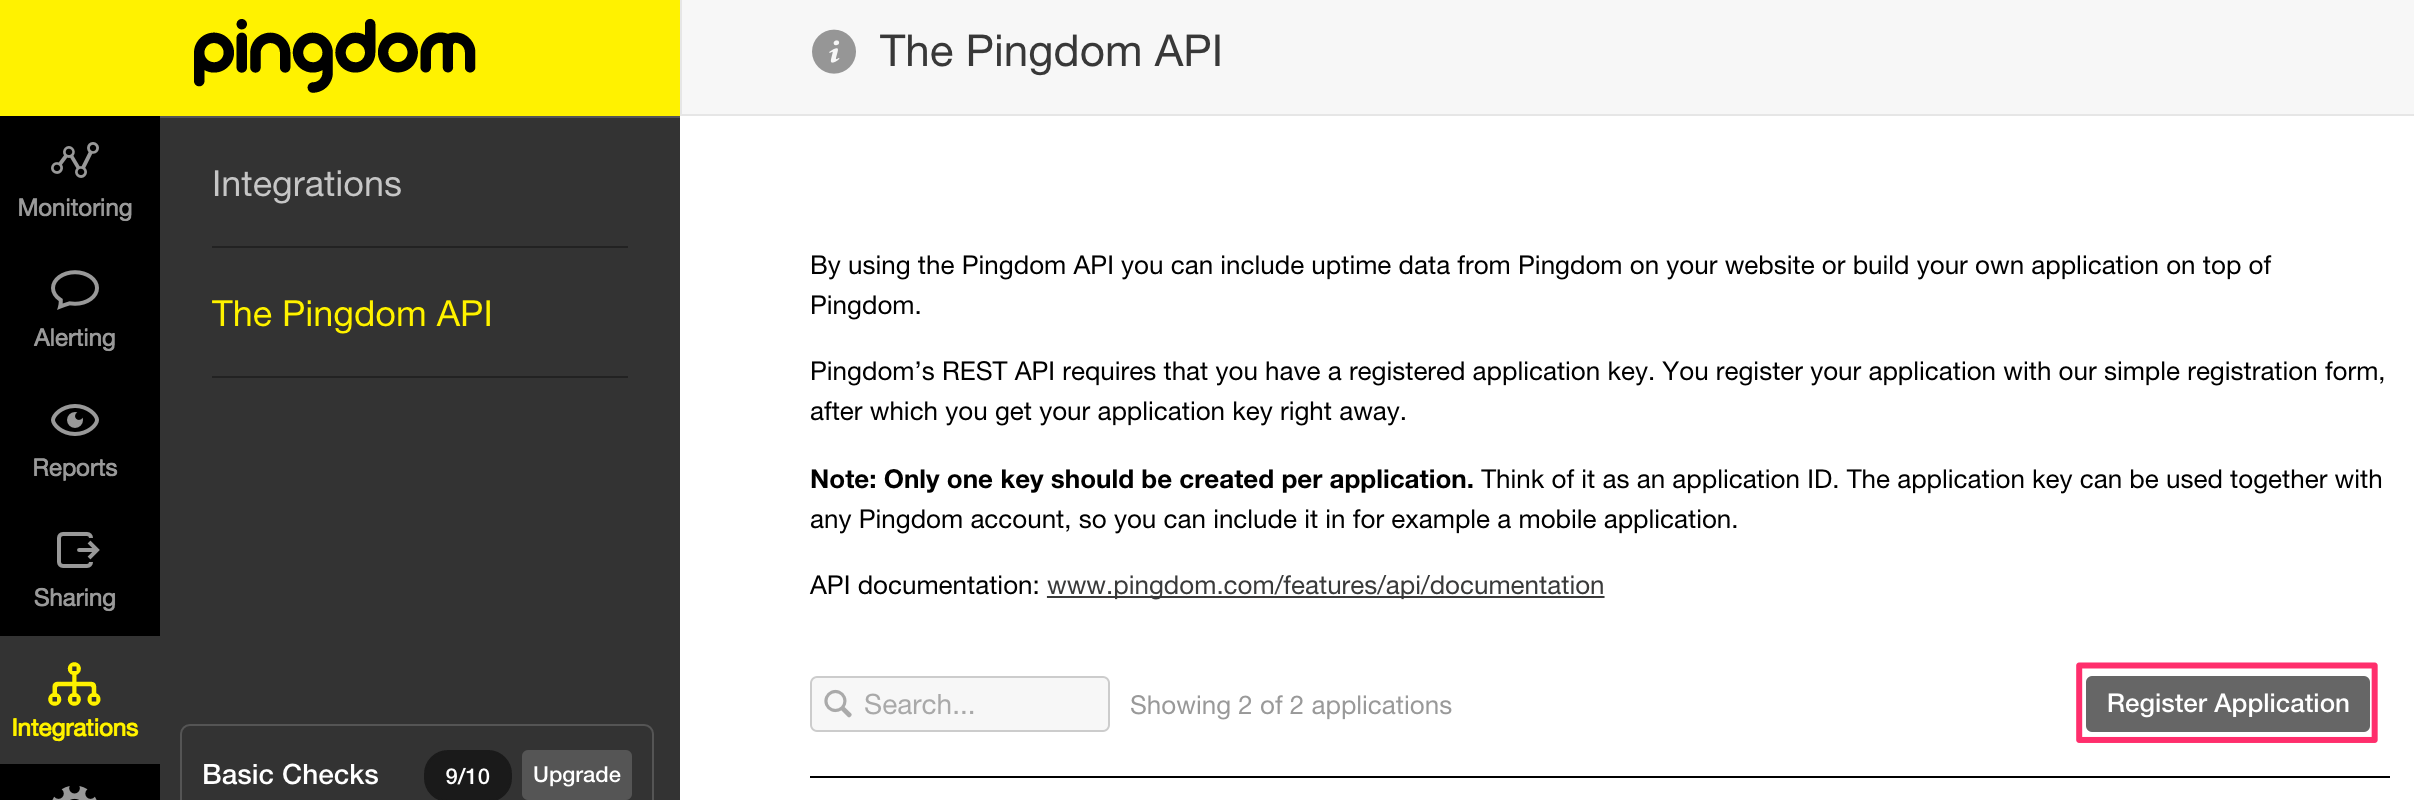 pingdom
Monitoring
Alerting
Reports
Sharing
Integrations
Integrations
The Pingdom API
Basic Checks 9/10 Upgrade
The Pingdom API
By using the Pingdom API you can include uptime data from Pingdom on your website or build your own application on top of
Pingdom.
Pingdom’s REST API requires that you have a registered application key. You register your application with our simple registration form,
after which you get your application key right away.
Note: Only one key should be created per application. Think of it as an application ID. The application key can be used together with
any Pingdom account, so you can include it in for example a mobile application.
API documentation: www.pingdom.com/features/api/documentation
Search... Showing 2 of 2 applications Register Application